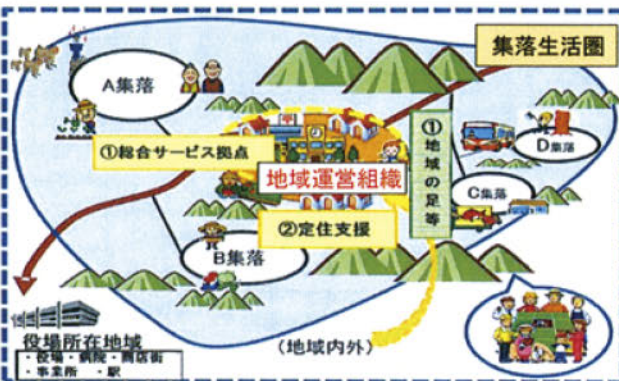 集落生活圏
A集落
①総合サービス拠点
地域運営組織
①地域の足等
D集落
C集落
②定住支援
B集落
役場所在地域
・役場・病院・商店街
・事業所 ・駅
(地域内外)